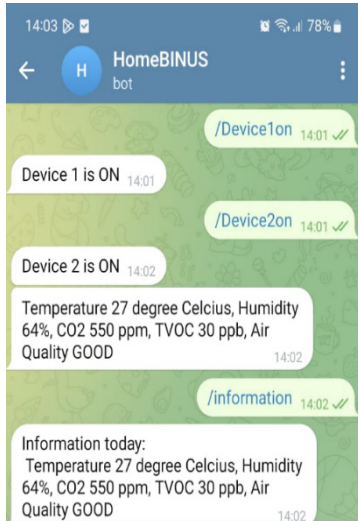 14:03 78%
H HomeBINUS
bot
/Device1on 14:01
Device 1 is ON 14:01
/Device2on 14:01
Device 2 is ON 14:02
Temperature 27 degree Celcius, Humidity
64%, CO2 550 ppm, TVOC 30 ppb, Air
Quality GOOD 14:02
/information 14:02
Information today:
Temperature 27 degree Celcius, Humidity
64%, CO2 550 ppm, TVOC 30 ppb, Air
Quality GOOD 14:02